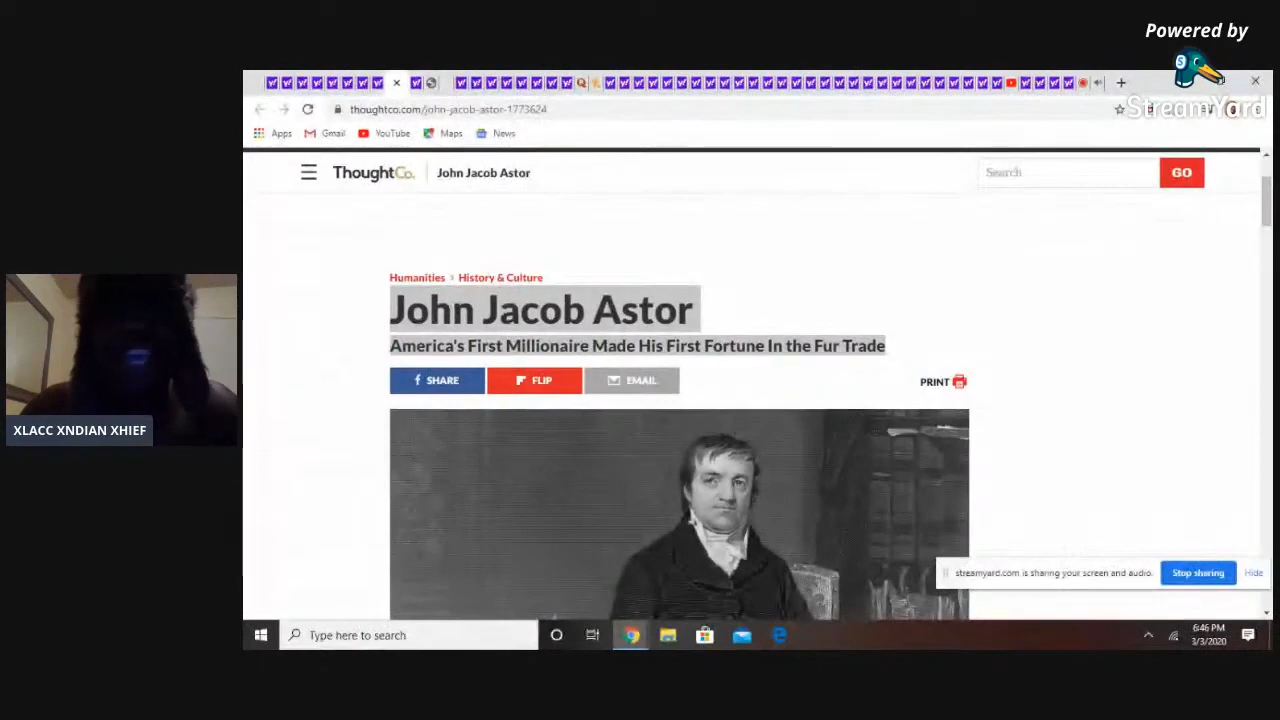 Powered by
StreamYard
thoughtco.com/john-jacob-astor-1773624
Apps Gmail YouTube Maps News
ThoughtCo. John Jacob Astor Search GO
Humanities › History & Culture
John Jacob Astor
America's First Millionaire Made His First Fortune In the Fur Trade
SHARE FLIP EMAIL PRINT
XLACC XNDIAN XHIEF
streamyard.com is sharing your screen and audio. Stop sharing Hide
Type here to search
6:46 PM
3/3/2020